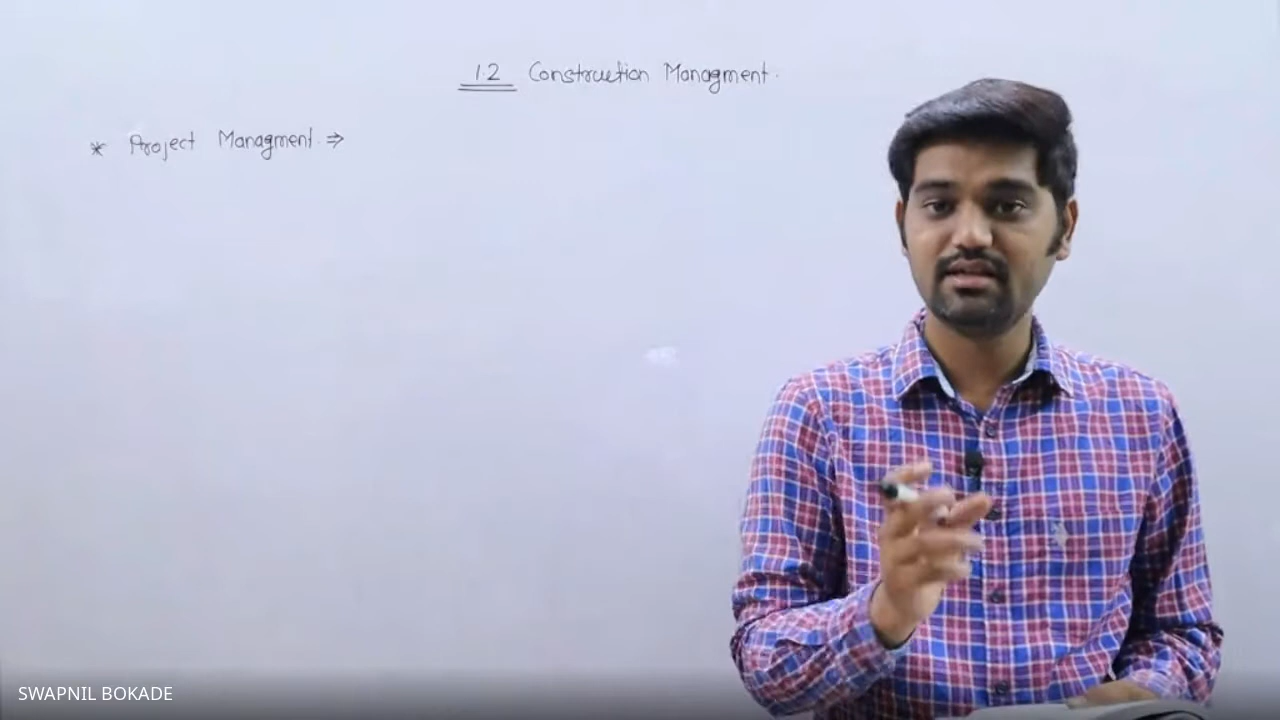 1.2 Construction Managment.
* Project Managment. ⇒
SWAPNIL BOKADE